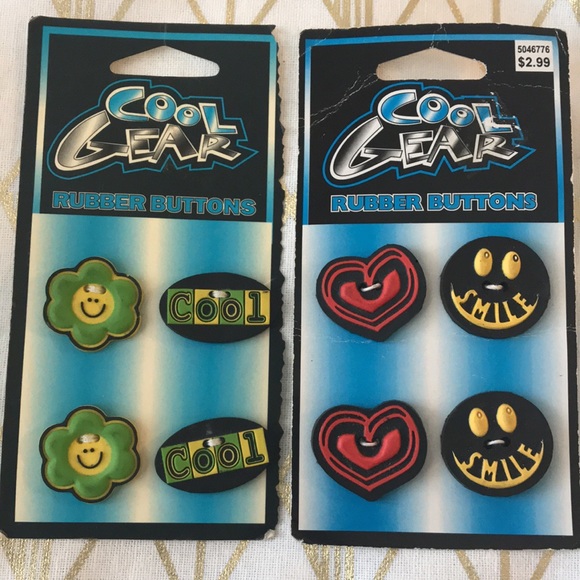 COOL
GEAR
RUBBER BUTTONS
Cool
Cool
5046776
$2.99
COOL
GEAR
RUBBER BUTTONS
SMILE
SMILE